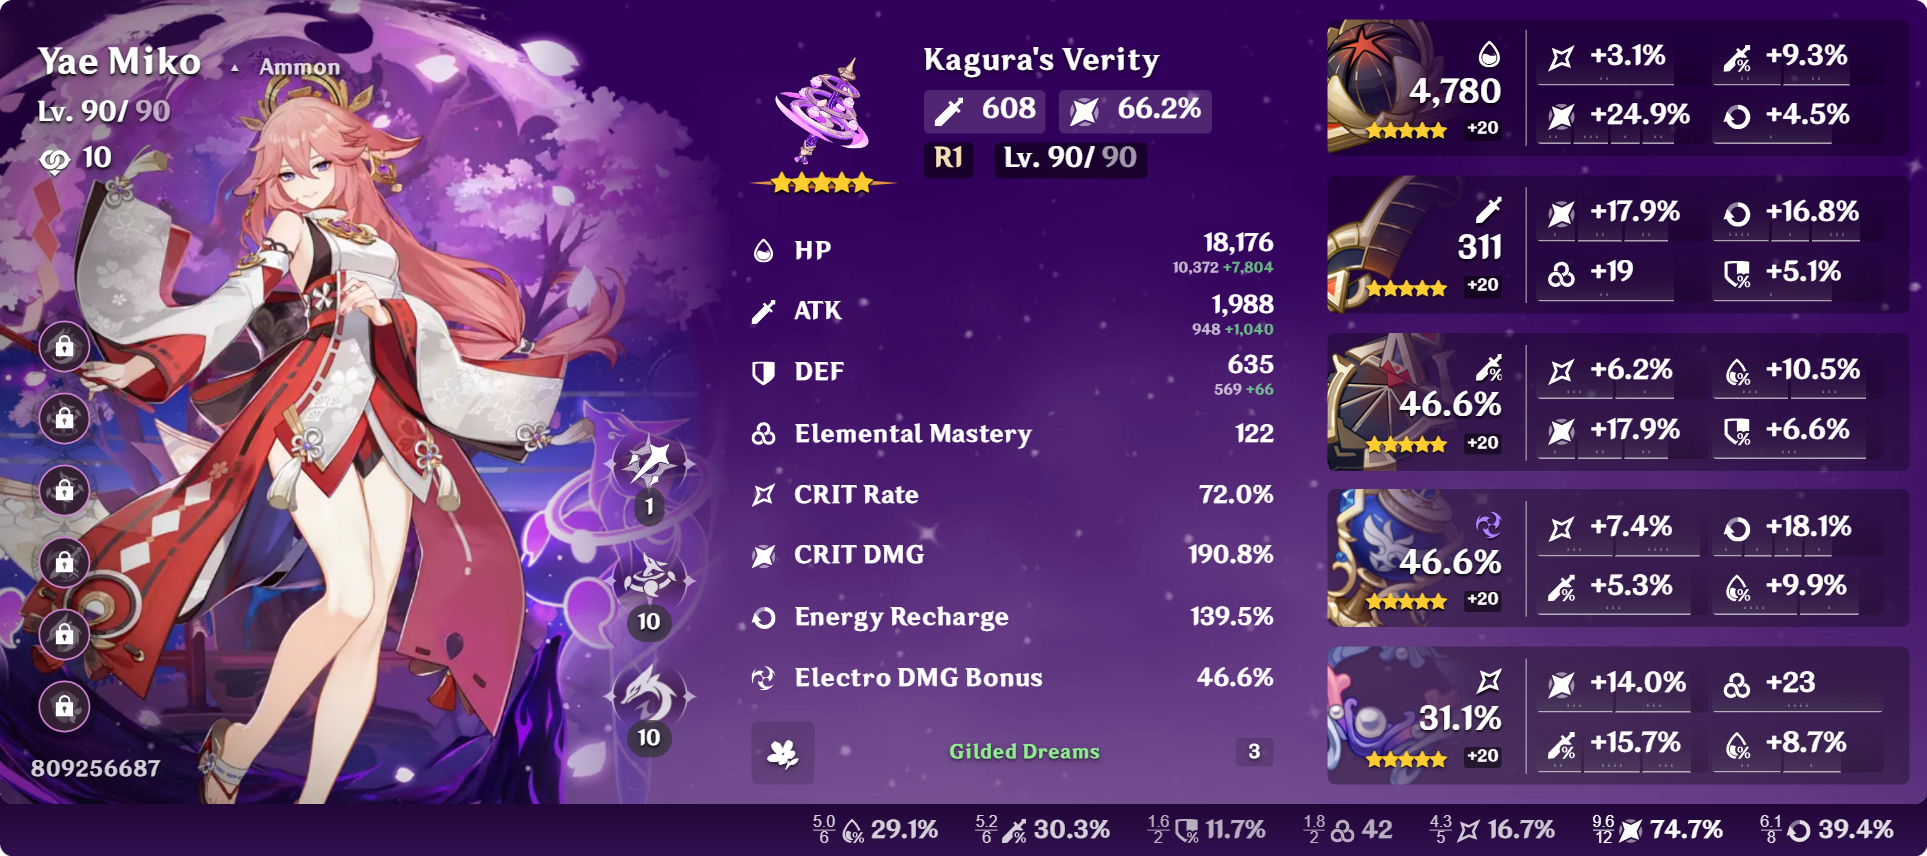 Yae Miko ▲ Ammon
Lv. 90/ 90
10
1
10
10
809256687
Kagura's Verity
608 66.2%
R1 Lv. 90/ 90
HP 18,176
10,372 +7,804
ATK 1,988
948 +1,040
DEF 635
569 +66
Elemental Mastery 122
CRIT Rate 72.0%
CRIT DMG 190.8%
Energy Recharge 139.5%
Electro DMG Bonus 46.6%
Gilded Dreams 3
4,780
+20
+3.1% +9.3%
+24.9% +4.5%
311
+20
+17.9% +16.8%
+19 +5.1%
46.6%
+20
+6.2% +10.5%
+17.9% +6.6%
46.6%
+20
+7.4% +18.1%
+5.3% +9.9%
31.1%
+20
+14.0% +23
+15.7% +8.7%
5.0/6 29.1% 5.2/6 30.3% 1.6/2 11.7% 1.8/2 42 4.3/5 16.7% 9.6/12 74.7% 6.1/8 39.4%